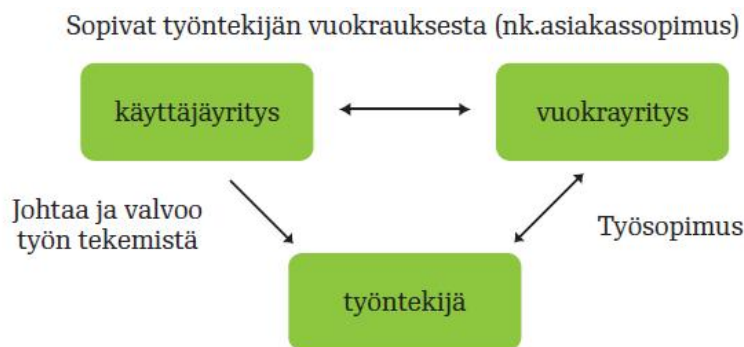 Sopivat työntekijän vuokrauksesta (nk.asiakassopimus)
käyttäjäyritys
vuokrayritys
Johtaa ja valvoo
työn tekemistä
Työsopimus
työntekijä